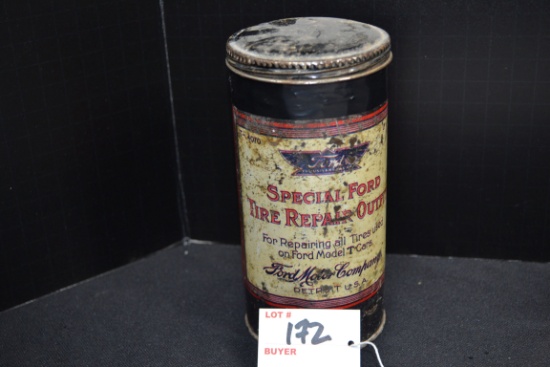 Ford
SPECIAL FORD
TIRE REPAIR OUTFIT
For Repairing all Tires used
on Ford Model T Cars.
Ford Motor Company
DETROIT U.S.A.
LOT # 172
BUYER